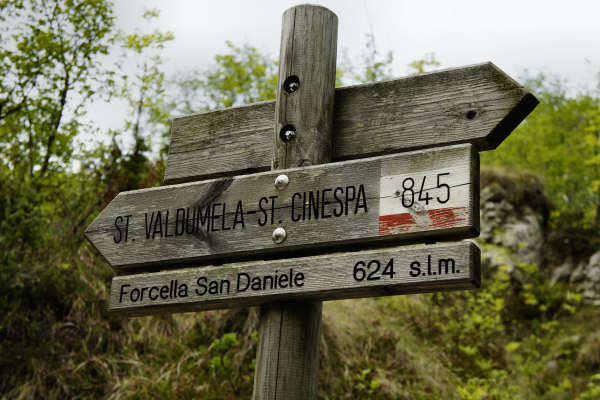 ST. VALDUMELA-ST. CINESPA 845
Forcella San Daniele 624 s.l.m.